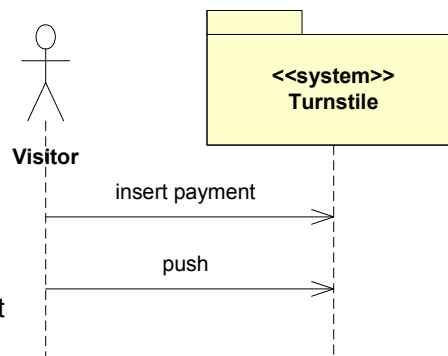 <<system>>
Turnstile
Visitor
insert payment
push
t